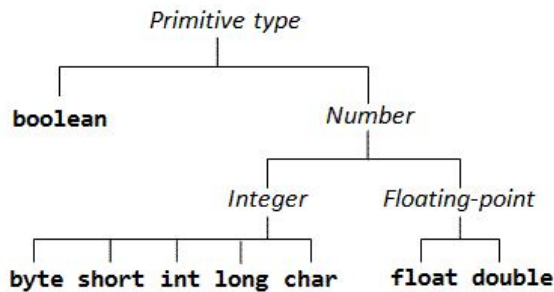 Primitive type
boolean
Number
Integer
Floating-point
byte short int long char
float double